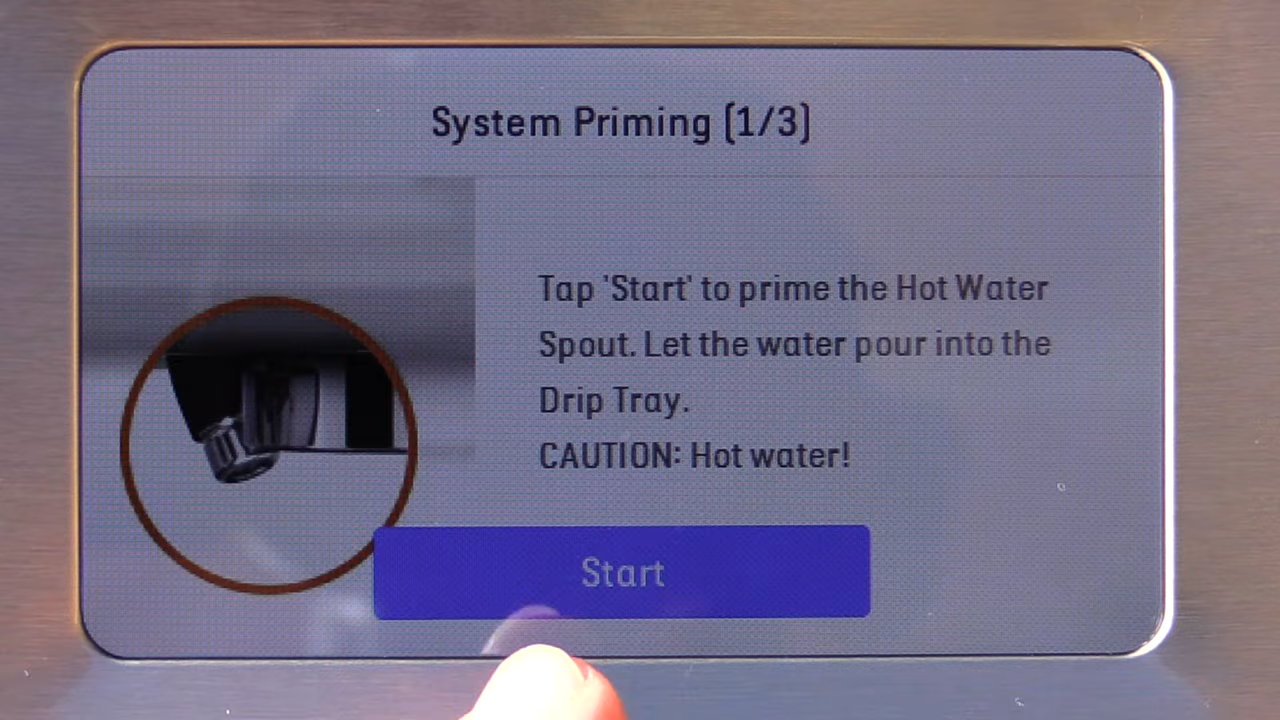 System Priming (1/3)
Tap 'Start' to prime the Hot Water
Spout. Let the water pour into the
Drip Tray.
CAUTION: Hot water!
Start